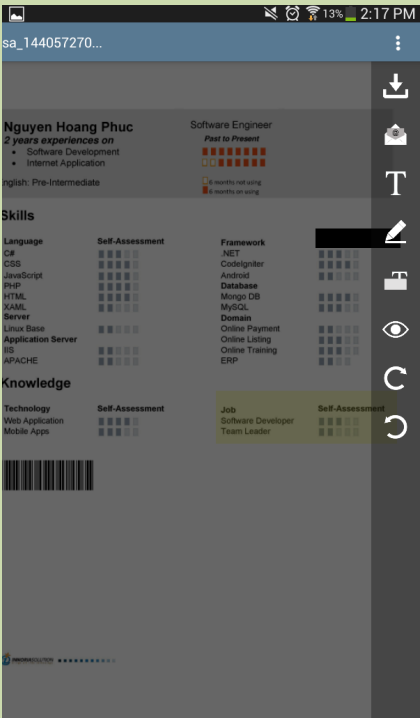 13% 2:17 PM
sa_144057270...
Nguyen Hoang Phuc
Software Engineer
2 years experiences on
Past to Present
Software Development
Internet Application
nglish: Pre-Intermediate
6 months not using
6 months on using
Skills
Language Self-Assessment
C#
CSS
JavaScript
PHP
HTML
XAML
Server
Linux Base
Application Server
IIS
APACHE
Framework
.NET
CodeIgniter
Android
Database
Mongo DB
MySQL
Domain
Online Payment
Online Listing
Online Training
ERP
Knowledge
Technology Self-Assessment
Web Application
Mobile Apps
Job Self-Assessment
Software Developer
Team Leader
T
T